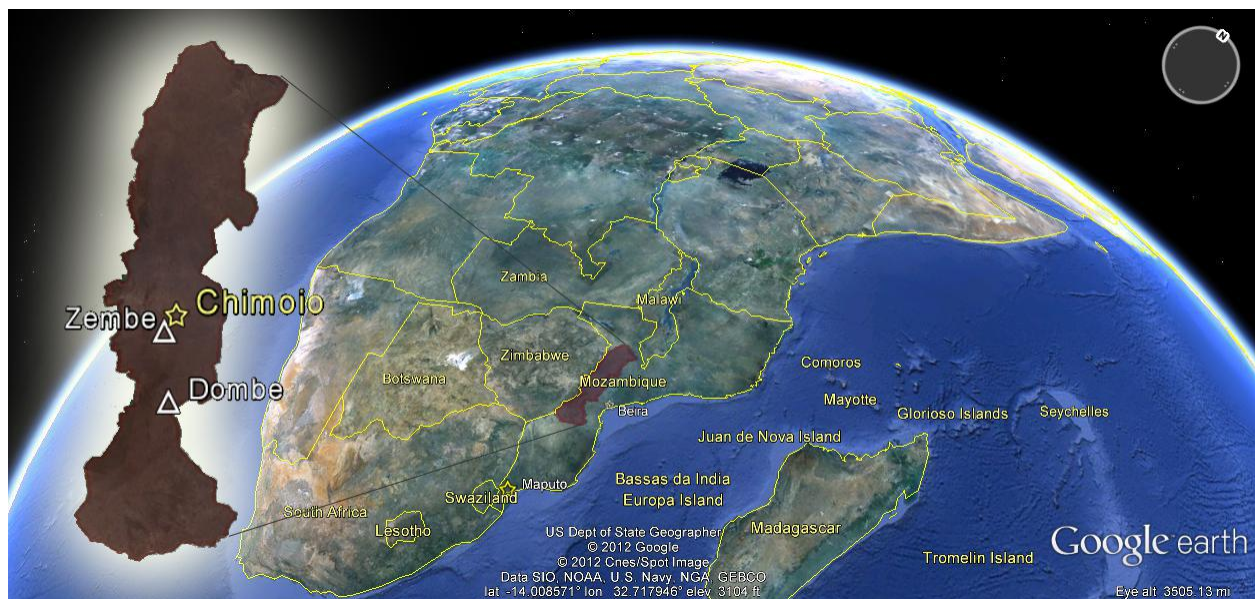 N
Chimoio
Zembe
Dombe
Zambia
Malawi
Zimbabwe
Botswana
Mozambique
Beira
Comoros
Mayotte
Glorioso Islands
Seychelles
Juan de Nova Island
Bassas da India
Europa Island
Maputo
Swaziland
South Africa
Lesotho
Madagascar
Tromelin Island
US Dept of State Geographer
© 2012 Google
© 2012 Cnes/Spot Image
Data SIO, NOAA, U.S. Navy, NGA, GEBCO
lat -14.008571° lon 32.717946° elev 3104 ft
Google earth
Eye alt 3505.13 mi